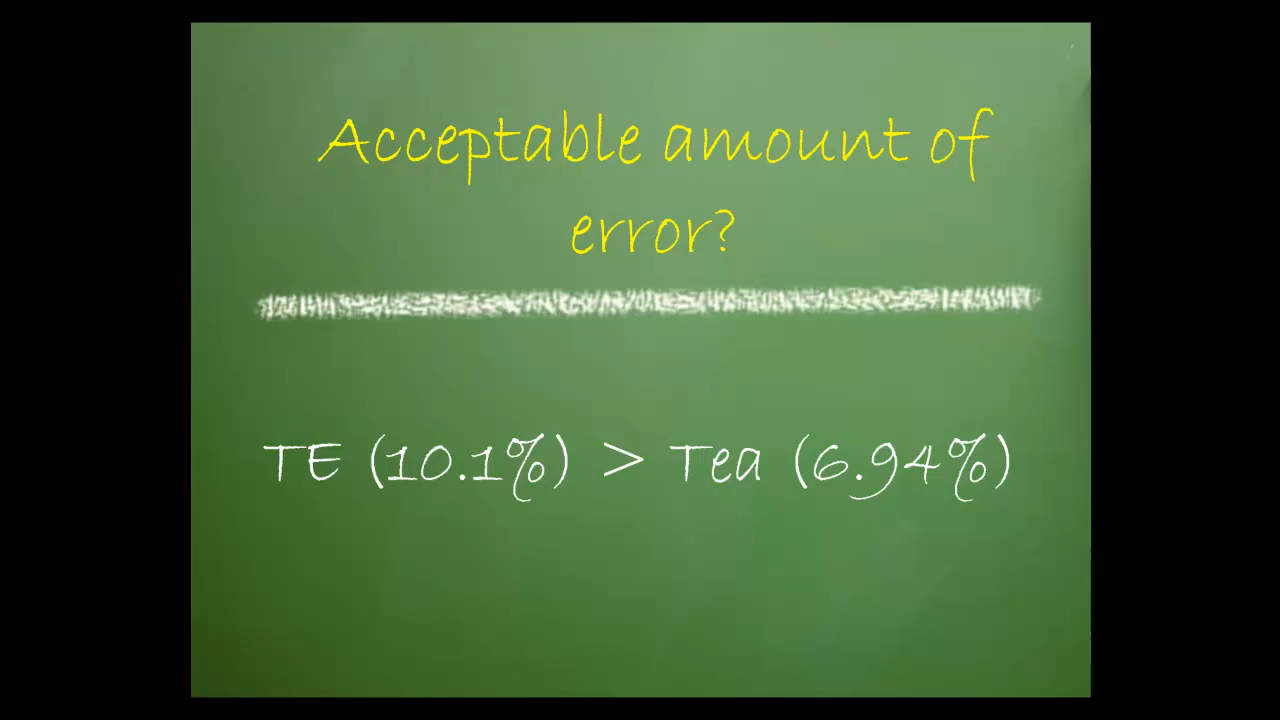 Acceptable amount of
error?
TE (10.1%) > Tea (6.94%)